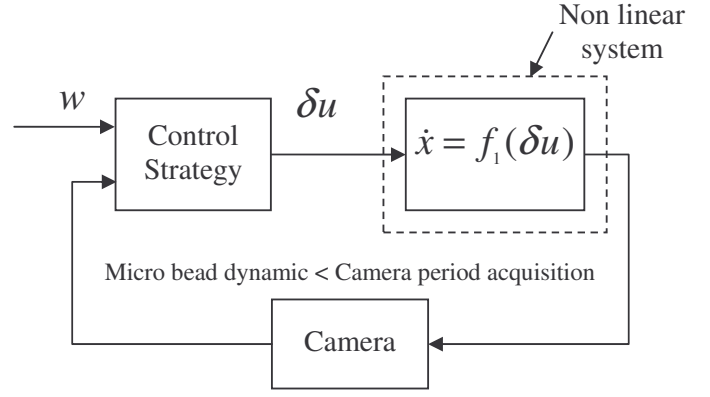 Non linear
system
w
δu
Control
Strategy
ẋ = f₁(δu)
Micro bead dynamic < Camera period acquisition
Camera